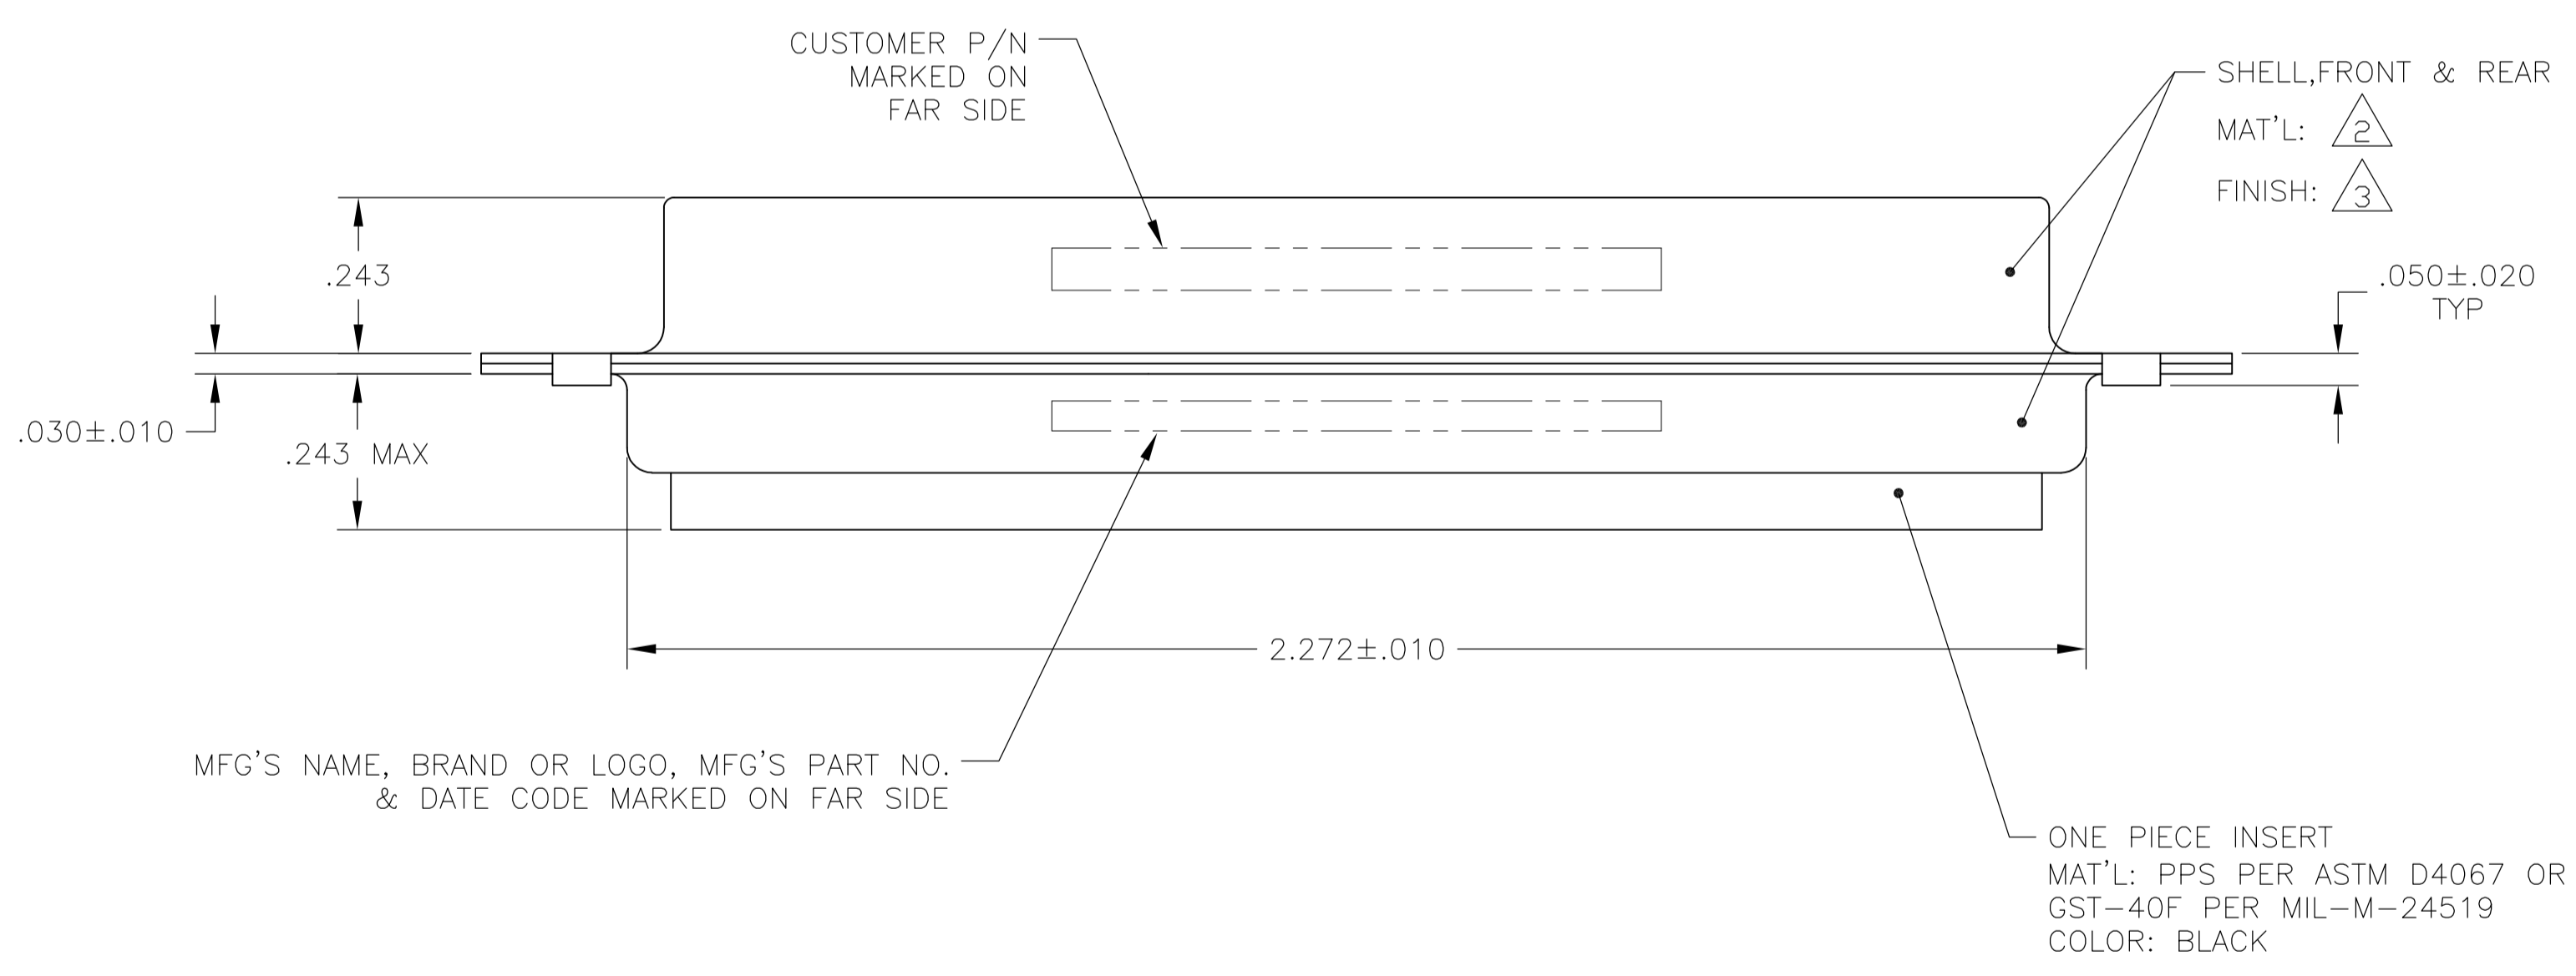 CUSTOMER P/N
MARKED ON
FAR SIDE
SHELL,FRONT & REAR
MAT'L: 2
FINISH: 3
.243
.050±.020
TYP
.030±.010
.243 MAX
2.272±.010
MFG'S NAME, BRAND OR LOGO, MFG'S PART NO.
& DATE CODE MARKED ON FAR SIDE
ONE PIECE INSERT
MAT'L: PPS PER ASTM D4067 OR
GST-40F PER MIL-M-24519
COLOR: BLACK